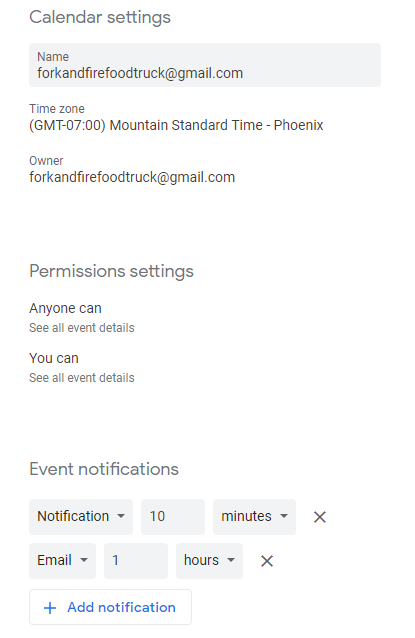 Calendar settings
Name
forkandfirefoodtruck@gmail.com
Time zone
(GMT-07:00) Mountain Standard Time - Phoenix
Owner
forkandfirefoodtruck@gmail.com
Permissions settings
Anyone can
See all event details
You can
See all event details
Event notifications
Notification 10 minutes
Email 1 hours
Add notification